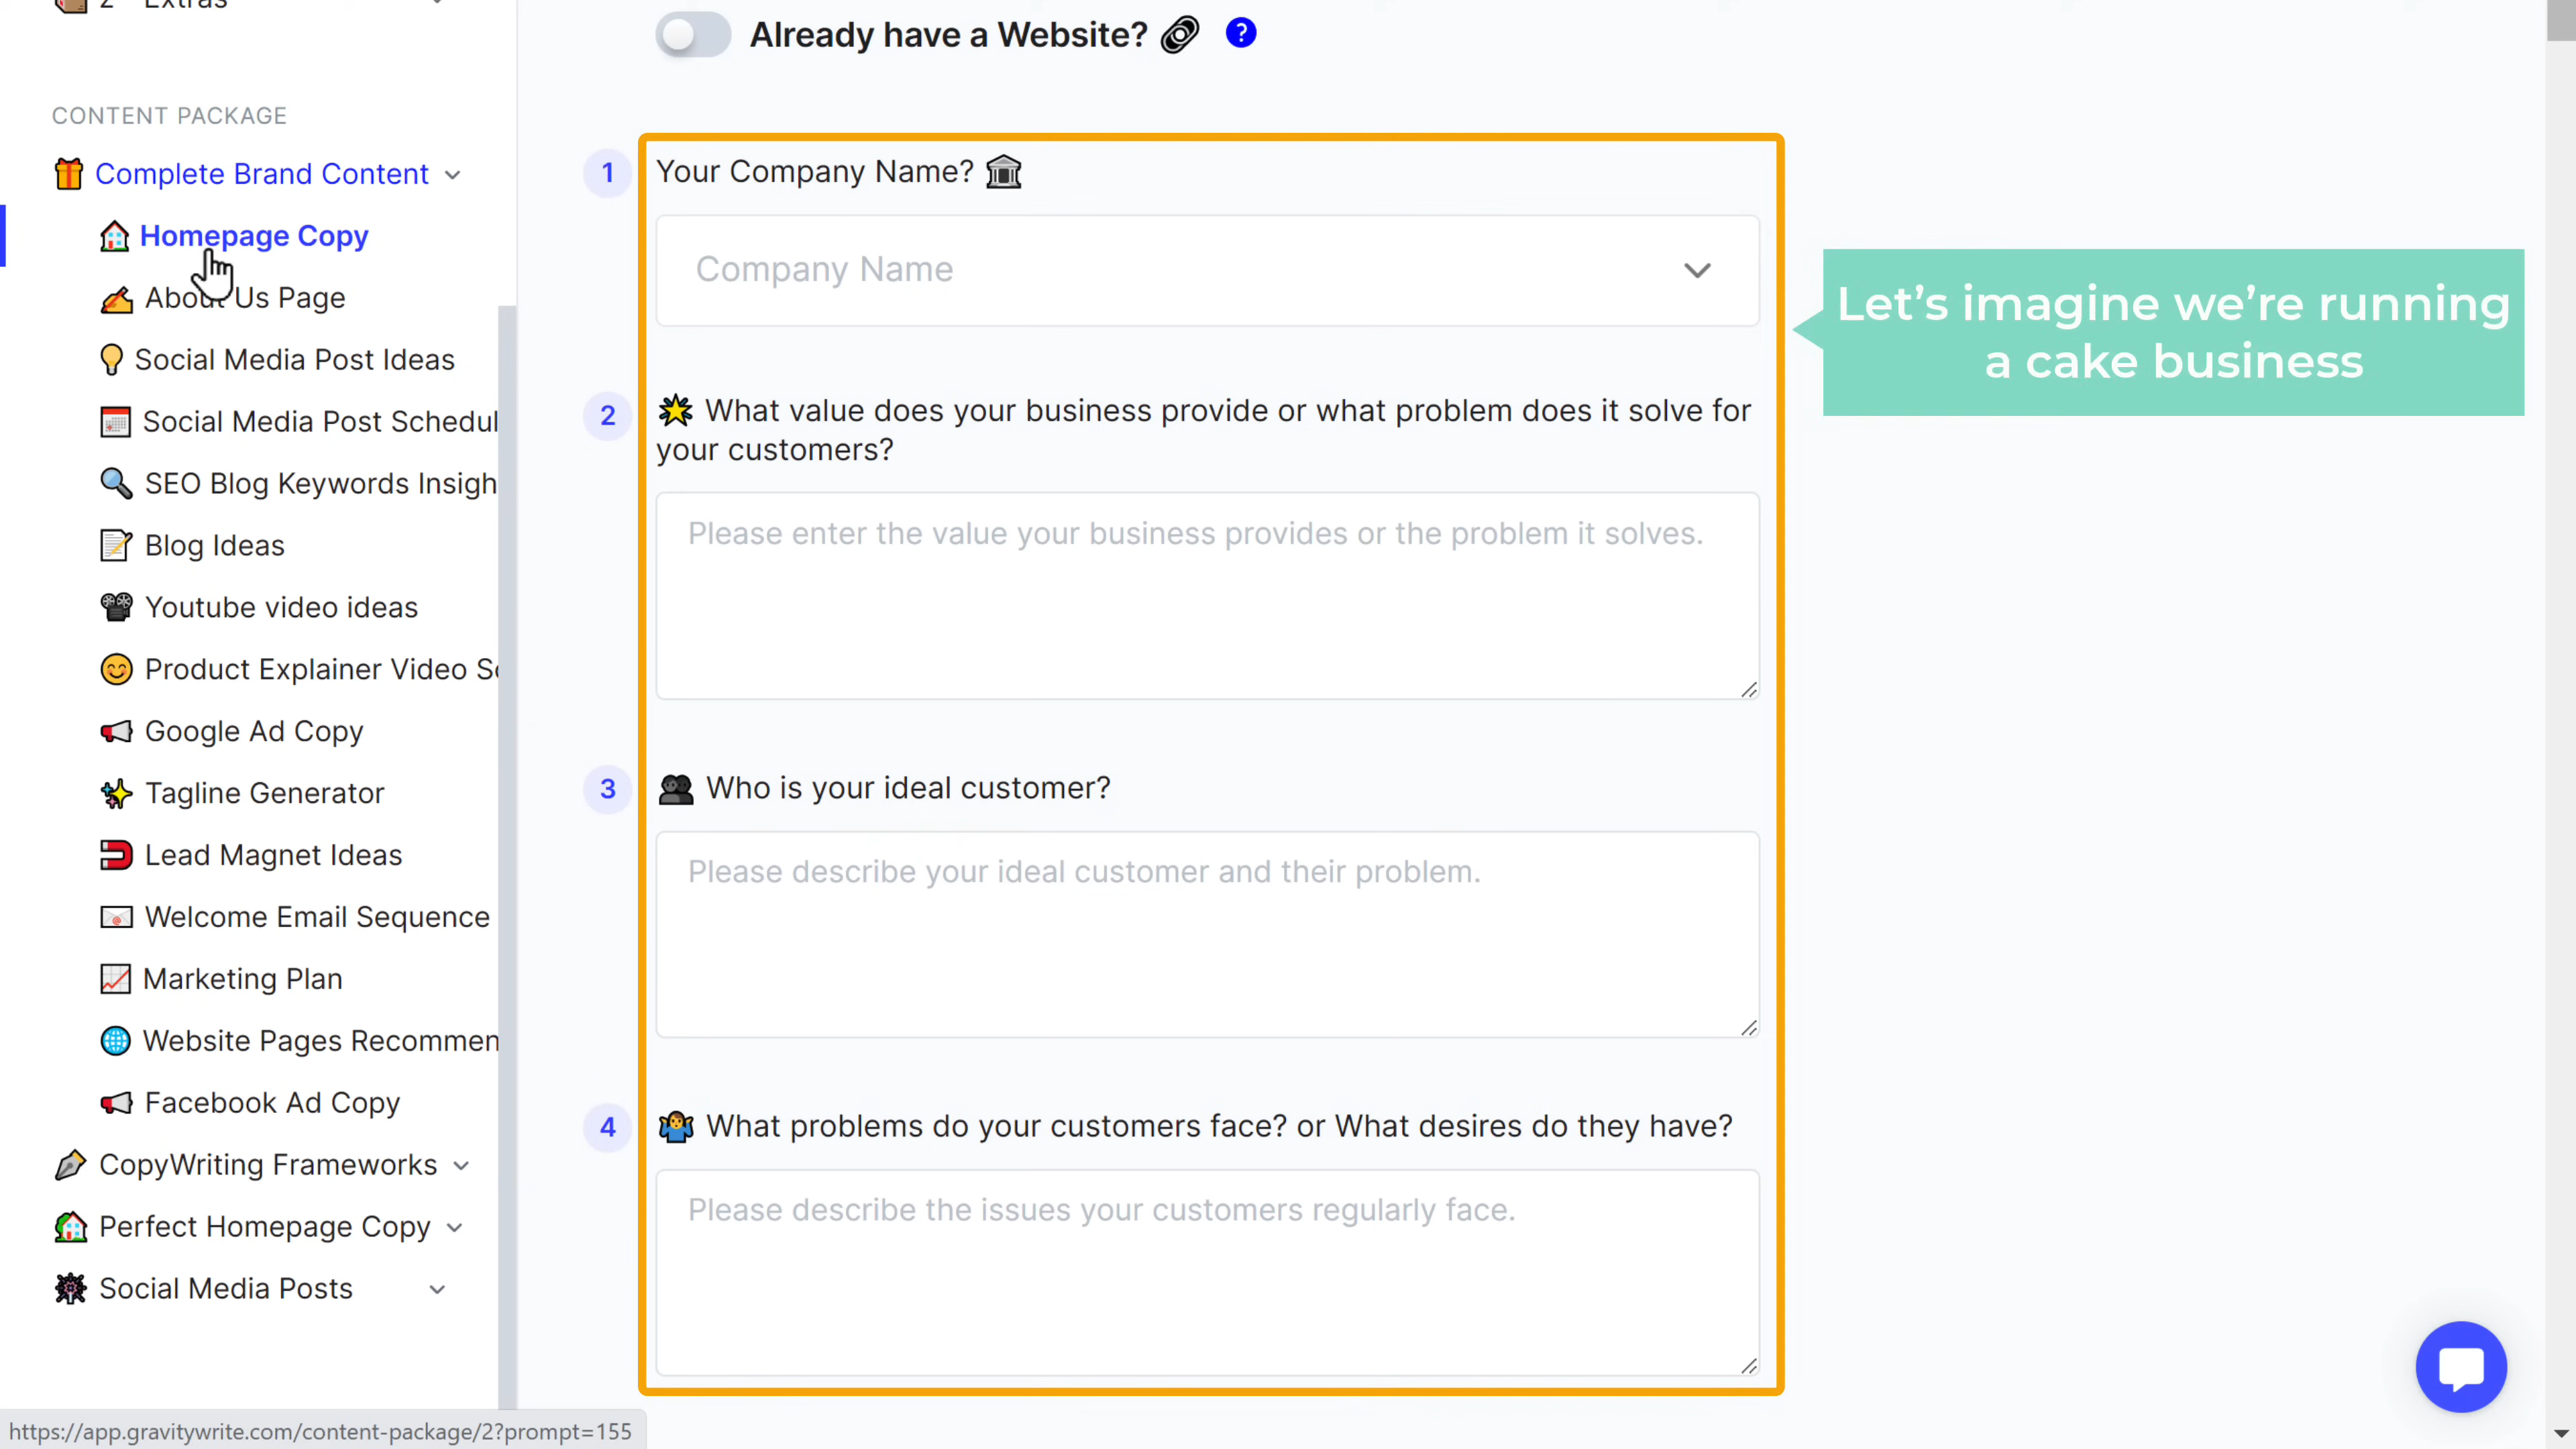 Extras
CONTENT PACKAGE
Complete Brand Content
Homepage Copy
About Us Page
Social Media Post Ideas
Social Media Post Schedul
SEO Blog Keywords Insigh
Blog Ideas
Youtube video ideas
Product Explainer Video Sc
Google Ad Copy
Tagline Generator
Lead Magnet Ideas
Welcome Email Sequence
Marketing Plan
Website Pages Recommen
Facebook Ad Copy
CopyWriting Frameworks
Perfect Homepage Copy
Social Media Posts
https://app.gravitywrite.com/content-package/2?prompt=155
Already have a Website? ?
1 Your Company Name?
Company Name
2 What value does your business provide or what problem does it solve for
your customers?
Please enter the value your business provides or the problem it solves.
3 Who is your ideal customer?
Please describe your ideal customer and their problem.
4 What problems do your customers face? or What desires do they have?
Please describe the issues your customers regularly face.
Let's imagine we're running
a cake business